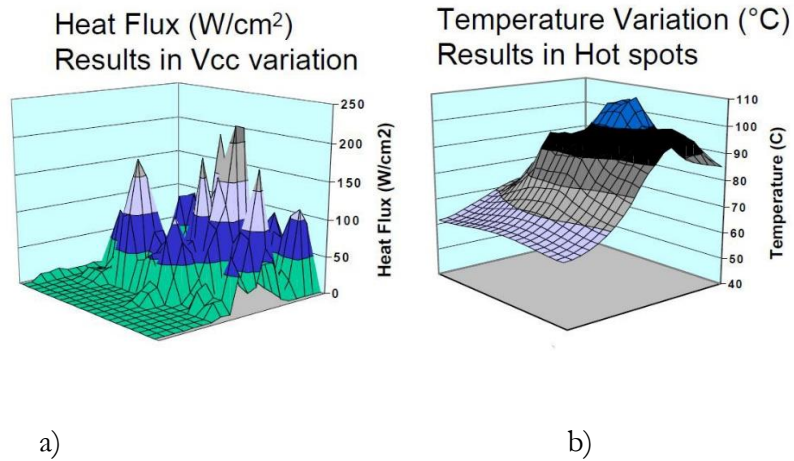 Heat Flux (W/cm²)
Results in Vcc variation
250
200
150
100
50
0
Heat Flux (W/cm2)
a)
Temperature Variation (°C)
Results in Hot spots
110
100
90
80
70
60
50
40
Temperature (C)
b)